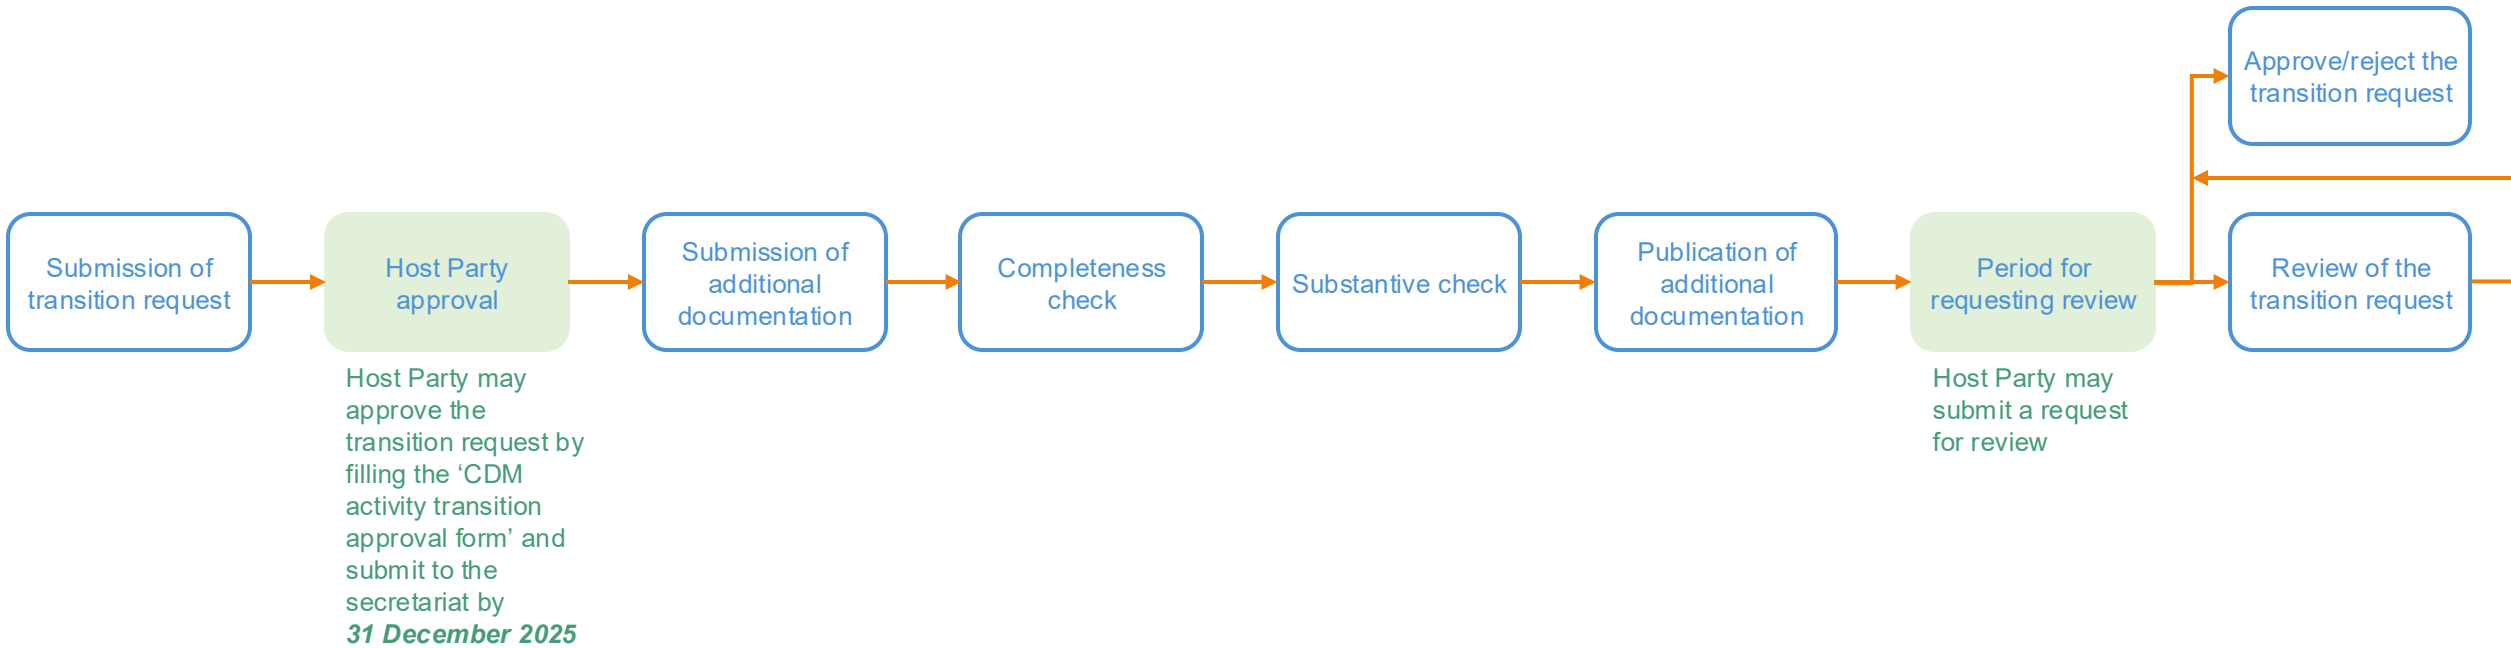 Approve/reject the
transition request
Submission of
transition request
Host Party
approval
Submission of
additional
documentation
Completeness
check
Substantive check
Publication of
additional
documentation
Period for
requesting review
Review of the
transition request
Host Party may
approve the
transition request by
filling the ‘CDM
activity transition
approval form’ and
submit to the
secretariat by
31 December 2025
Host Party may
submit a request
for review